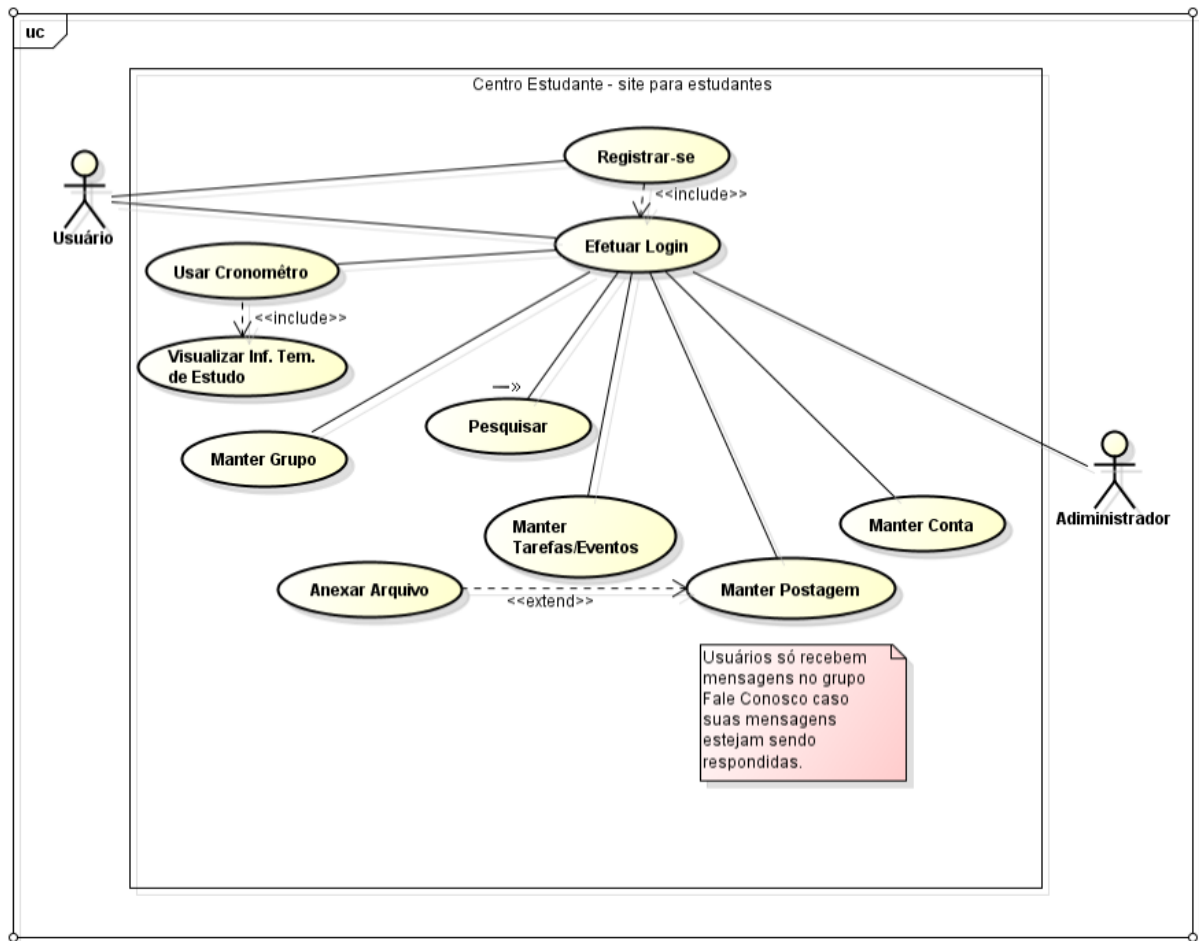 uc
Centro Estudante - site para estudantes
Registrar-se
<<include>>
Usuário
Efetuar Login
Usar Cronomêtro
<<include>>
Visualizar Inf. Tem.
de Estudo
—»
Pesquisar
Manter Grupo
Manter
Tarefas/Eventos
Manter Conta
Adiministrador
Anexar Arquivo
<<extend>>
Manter Postagem
Usuários só recebem
mensagens no grupo
Fale Conosco caso
suas mensagens
estejam sendo
respondidas.